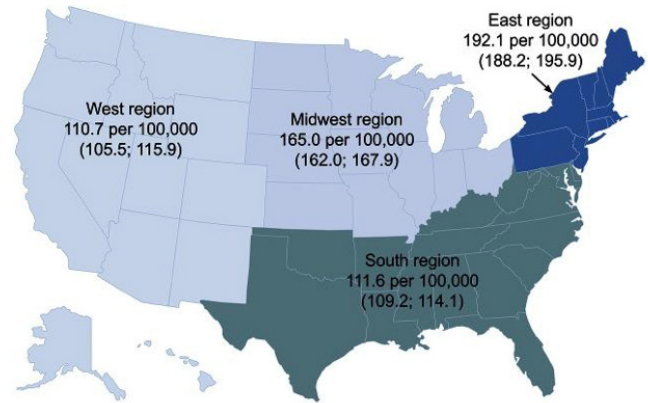 East region
192.1 per 100,000
(188.2; 195.9)
West region
110.7 per 100,000
(105.5; 115.9)
Midwest region
165.0 per 100,000
(162.0; 167.9)
South region
111.6 per 100,000
(109.2; 114.1)